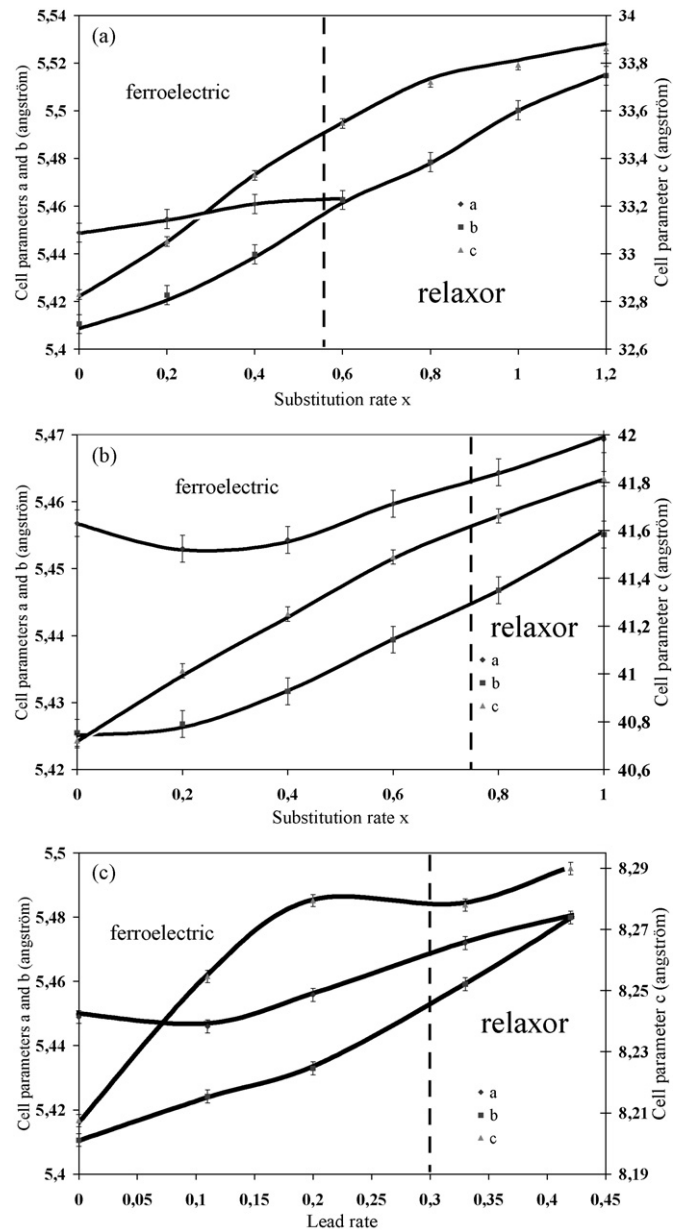 (a)
ferroelectric
relaxor
a
b
c
Cell parameters a and b (angström)
5,54
5,52
5,5
5,48
5,46
5,44
5,42
5,4
Cell parameter c (angström)
34
33,8
33,6
33,4
33,2
33
32,8
32,6
0
0,2
0,4
0,6
0,8
1
1,2
Substitution rate x
(b)
ferroelectric
relaxor
a
b
c
Cell parameters a and b (angström)
5,47
5,46
5,45
5,44
5,43
5,42
Cell parameter c (angström)
42
41,8
41,6
41,4
41,2
41
40,8
40,6
0
0,2
0,4
0,6
0,8
1
Substitution rate x
(c)
ferroelectric
relaxor
a
b
c
Cell parameters a and b (angström)
5,5
5,48
5,46
5,44
5,42
5,4
Cell parameter c (angström)
8,29
8,27
8,25
8,23
8,21
8,19
0
0,05
0,1
0,15
0,2
0,25
0,3
0,35
0,4
0,45
Lead rate